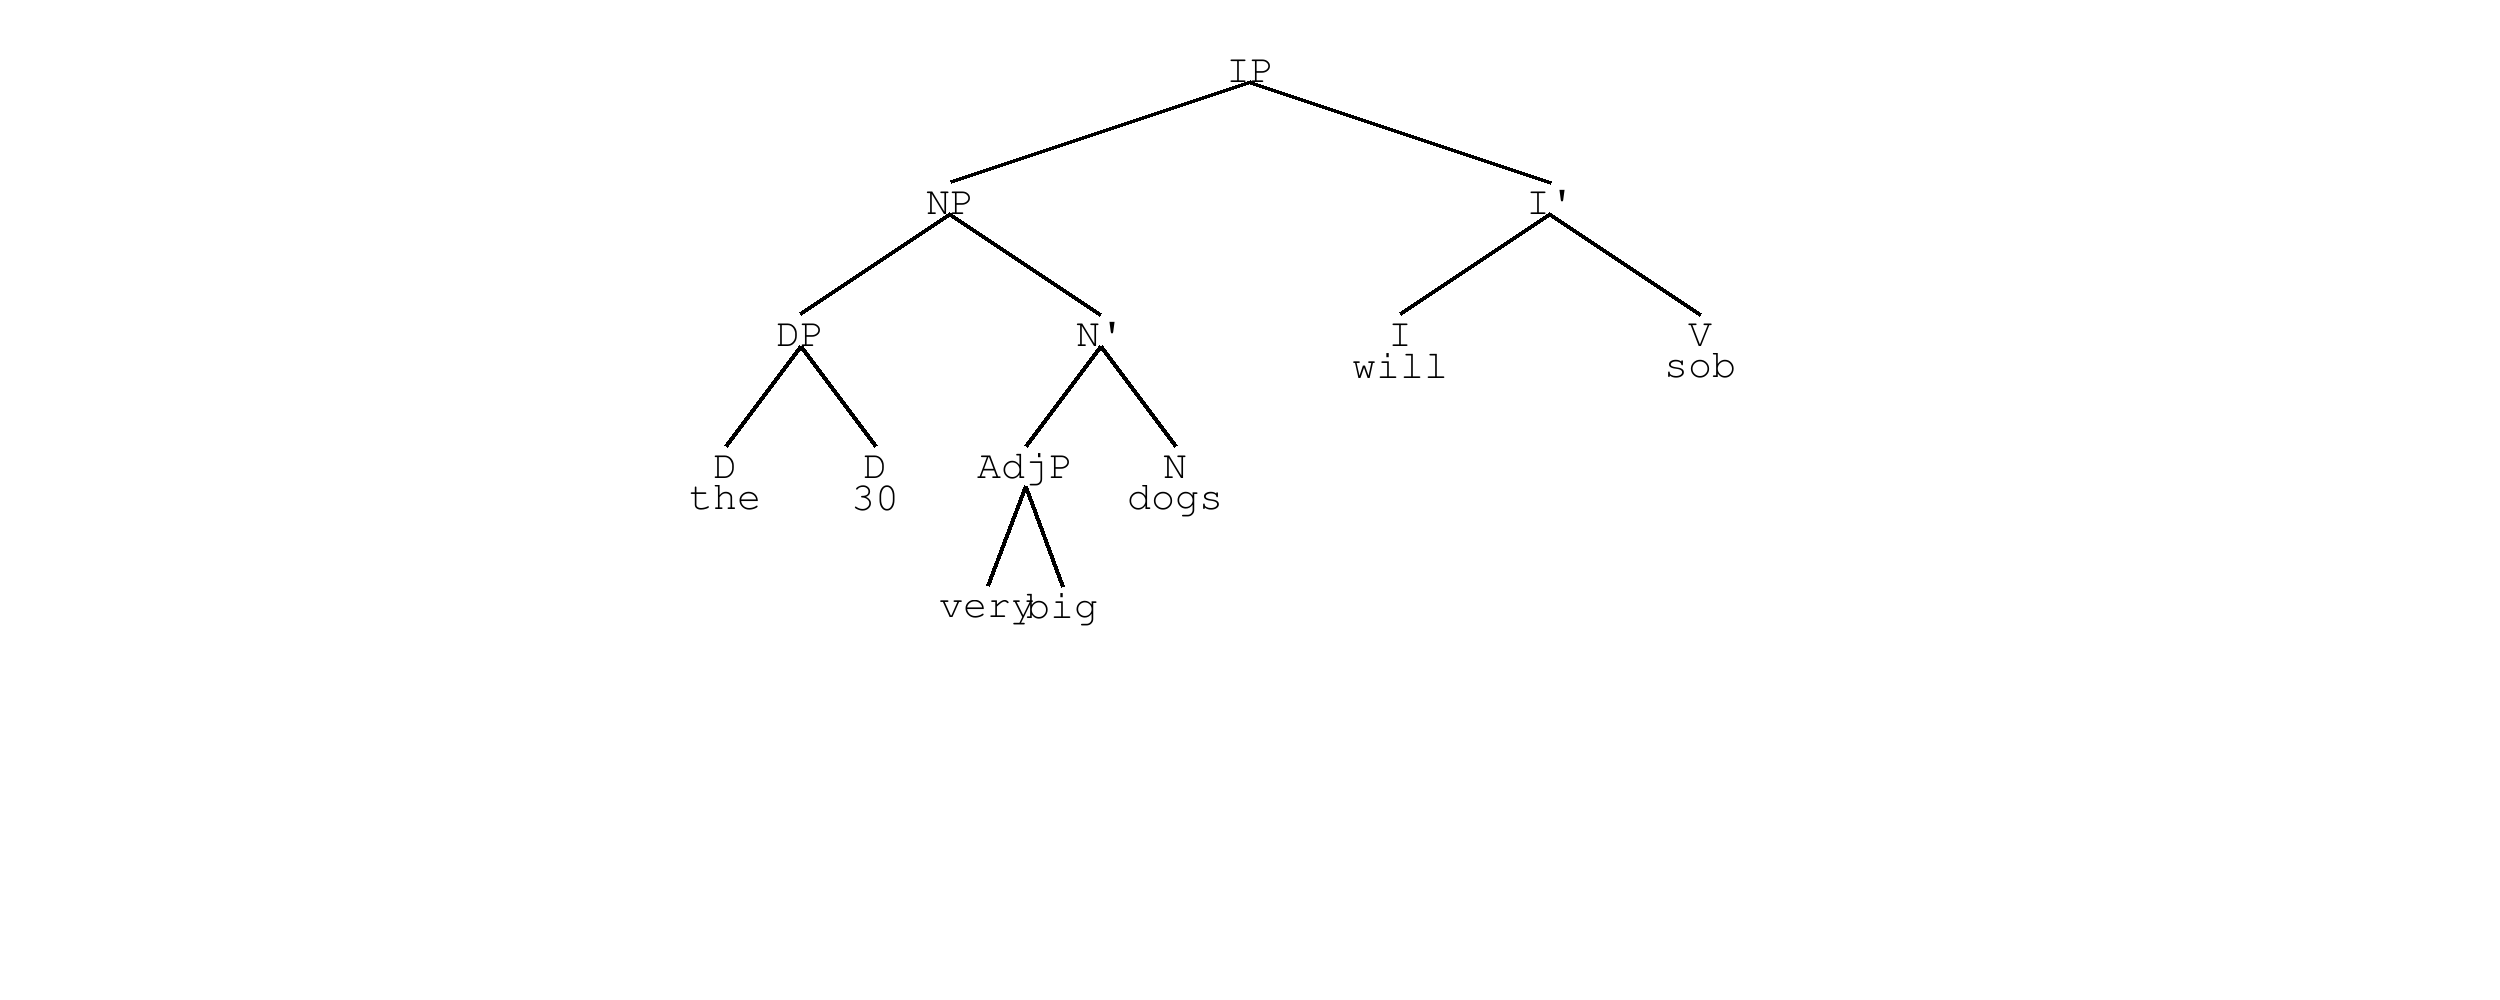 IP
NP I'
DP N' I V
will sob
D D AdjP N
the 30 dogs
very big